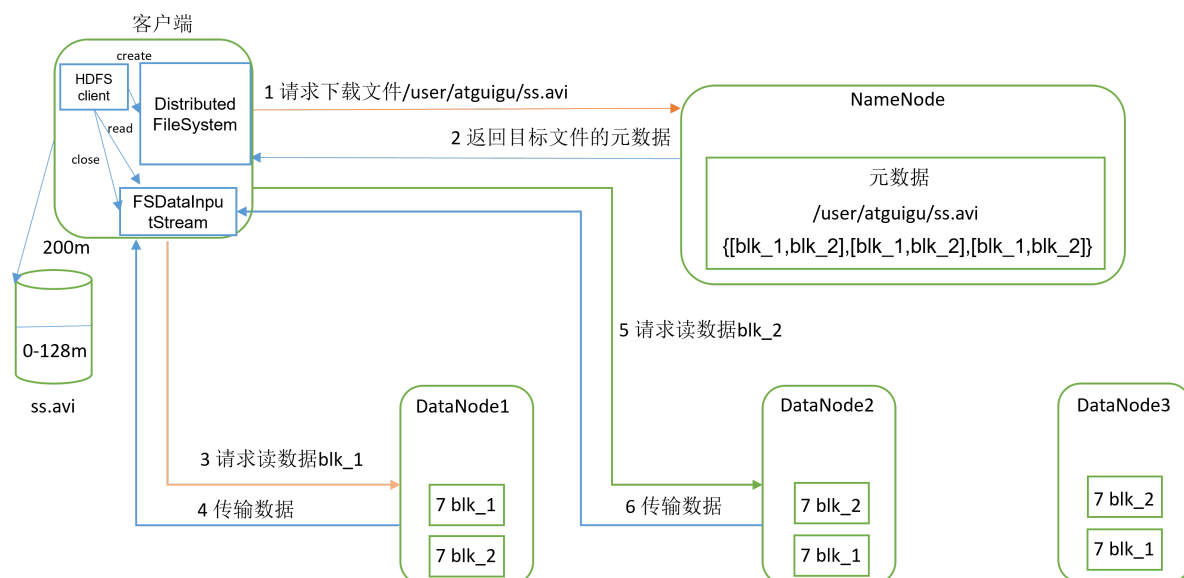 客户端
create
HDFS
client
Distributed
FileSystem
read
close
FSDataInpu
tStream
1 请求下载文件/user/atguigu/ss.avi
2 返回目标文件的元数据
NameNode
元数据
/user/atguigu/ss.avi
{[blk_1,blk_2],[blk_1,blk_2],[blk_1,blk_2]}
200m
0-128m
ss.avi
5 请求读数据blk_2
3 请求读数据blk_1
4 传输数据
6 传输数据
DataNode1
7 blk_1
7 blk_2
DataNode2
7 blk_2
7 blk_1
DataNode3
7 blk_2
7 blk_1